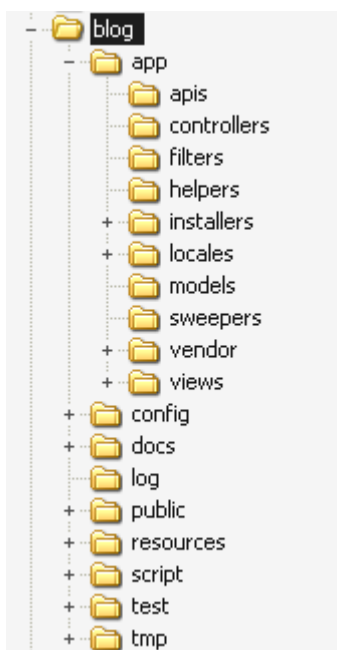 blog
app
apis
controllers
filters
helpers
installers
locales
models
sweepers
vendor
views
config
docs
log
public
resources
script
test
tmp